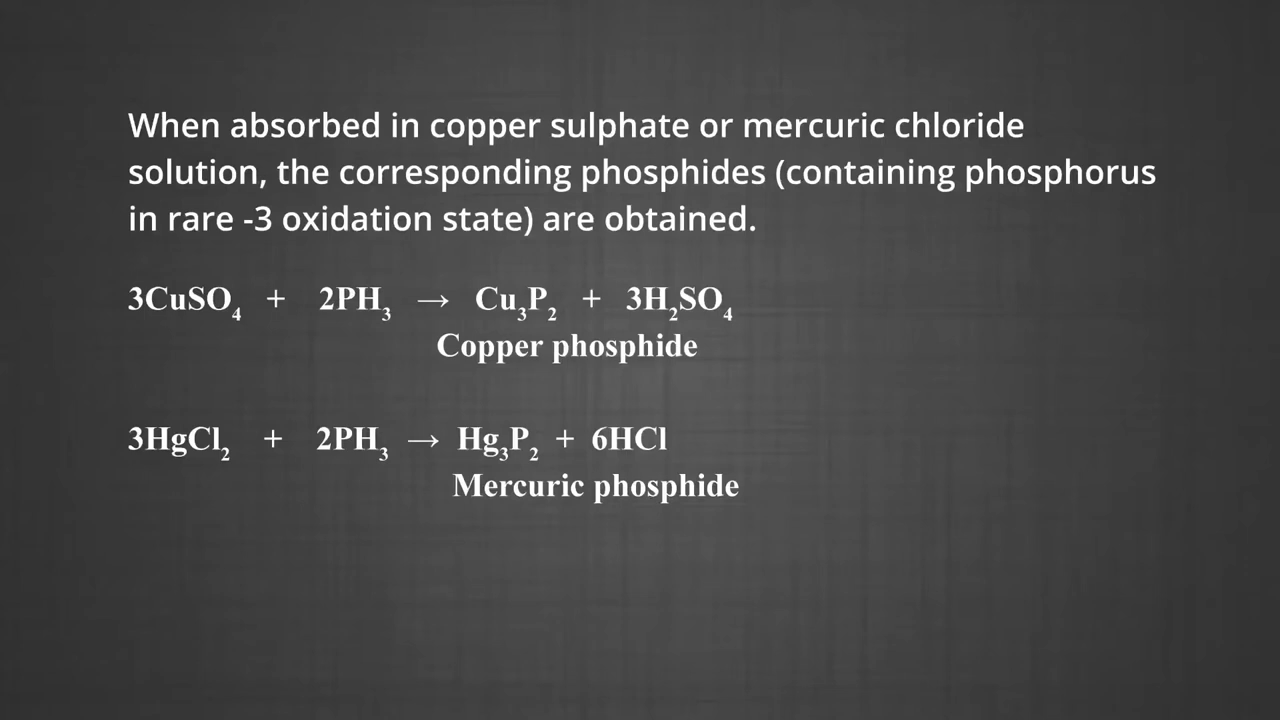 When absorbed in copper sulphate or mercuric chloride
solution, the corresponding phosphides (containing phosphorus
in rare -3 oxidation state) are obtained.
3CuSO₄ + 2PH₃ → Cu₃P₂ + 3H₂SO₄
Copper phosphide
3HgCl₂ + 2PH₃ → Hg₃P₂ + 6HCl
Mercuric phosphide